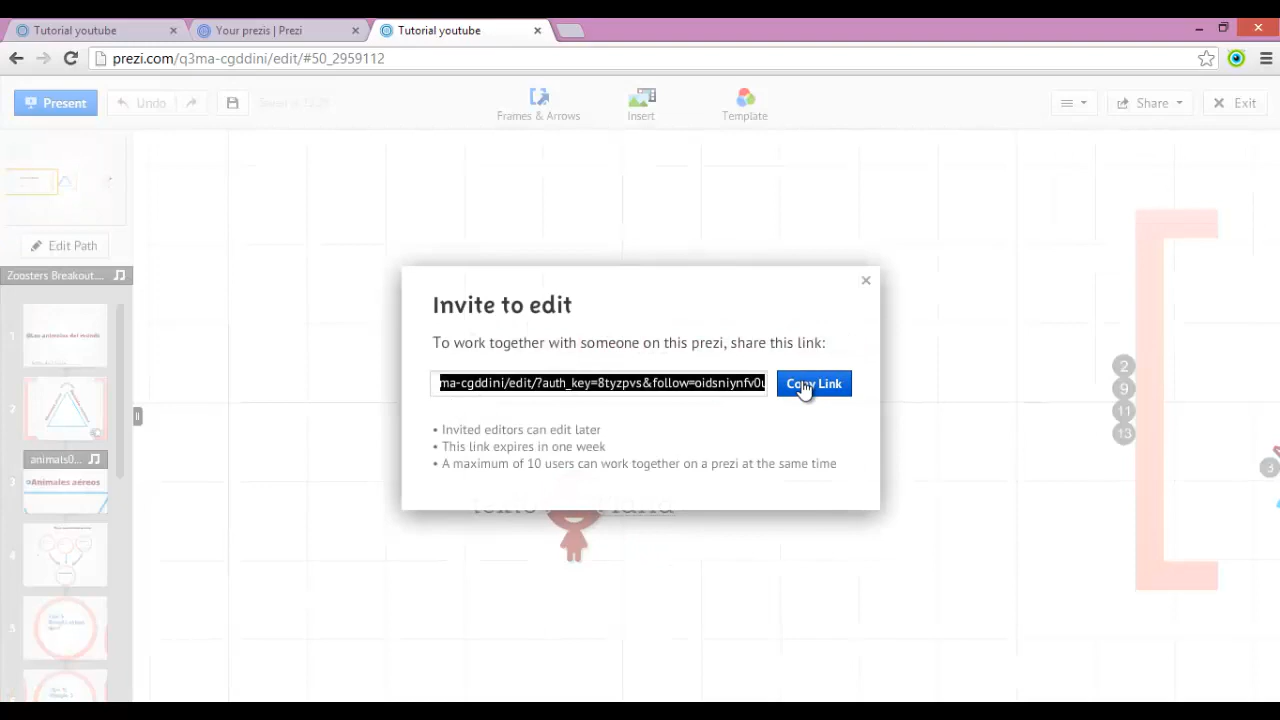 Tutorial youtube
Your prezis | Prezi
Tutorial youtube
prezi.com/q3ma-cgddini/edit/#50_2959112
Present
Undo
Frames & Arrows
Insert
Template
Share
Exit
Edit Path
Zoosters Breakout...
1
animals0...
Animales aéreos
4
Invite to edit
To work together with someone on this prezi, share this link:
ma-cgddini/edit/?auth_key=8tyzpvs&follow=oidsniynfv0u
Copy Link
• Invited editors can edit later
• This link expires in one week
• A maximum of 10 users can work together on a prezi at the same time
2
9
11
13
3